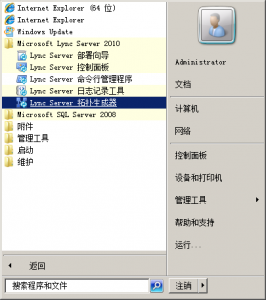 Internet Explorer (64 位)
Internet Explorer
Windows Update
Microsoft Lync Server 2010
Lync Server 部署向导
Lync Server 控制面板
Lync Server 命令行管理程序
Lync Server 日志记录工具
Lync Server 拓扑生成器
Microsoft SQL Server 2008
附件
管理工具
启动
维护
返回
搜索程序和文件
Administrator
文档
计算机
网络
控制面板
设备和打印机
管理工具
帮助和支持
运行...
注销